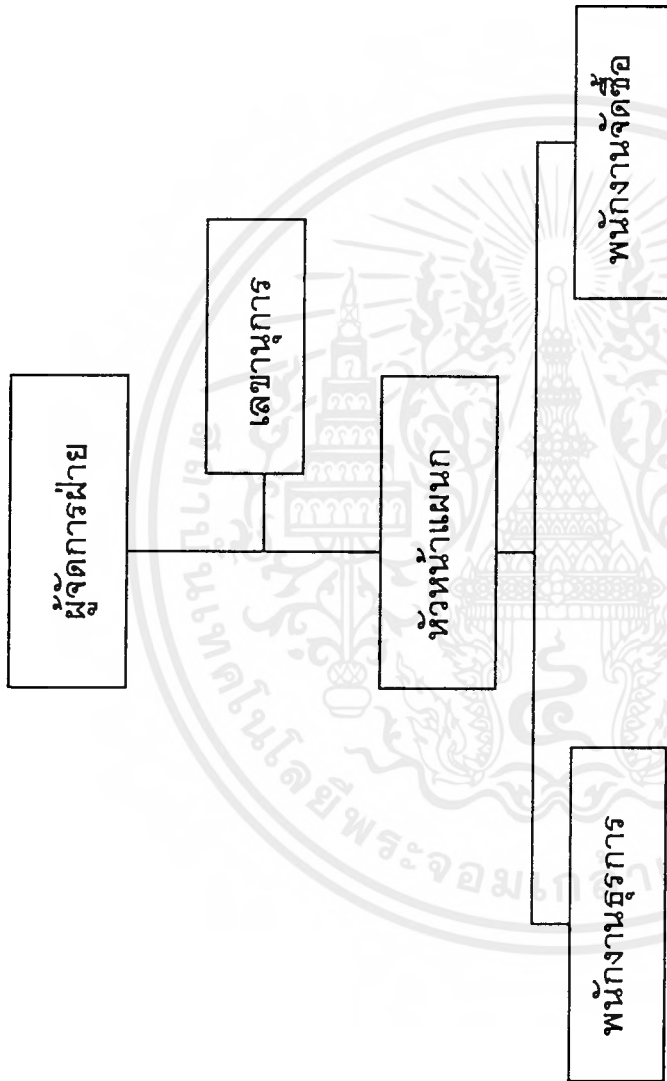 ผู้จัดการฝ่าย
เลขานุการ
หัวหน้าแผนก
พนักงานธุรการ
พนักงานจัดซื้อ